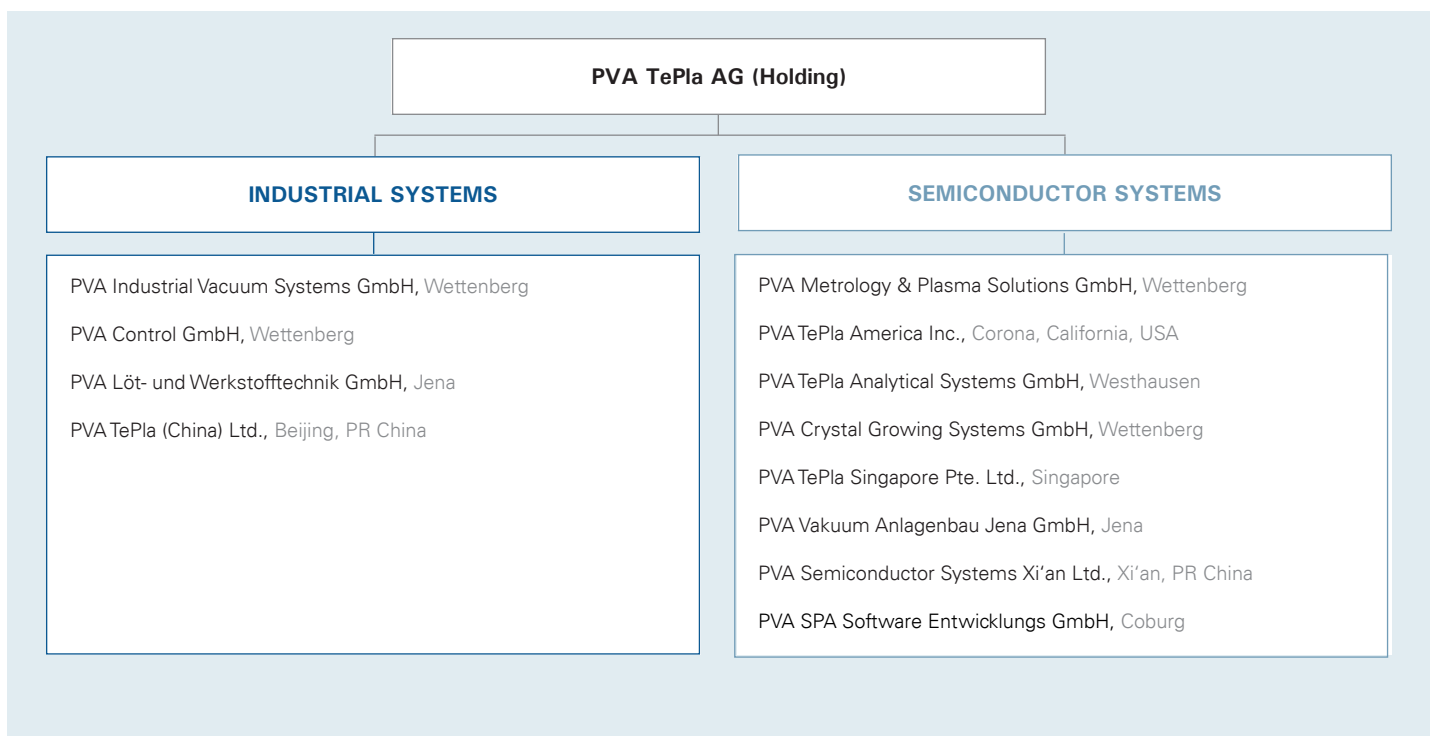 PVA TePla AG (Holding)
INDUSTRIAL SYSTEMS
PVA Industrial Vacuum Systems GmbH, Wettenberg
PVA Control GmbH, Wettenberg
PVA Löt- und Werkstofftechnik GmbH, Jena
PVA TePla (China) Ltd., Beijing, PR China
SEMICONDUCTOR SYSTEMS
PVA Metrology & Plasma Solutions GmbH, Wettenberg
PVA TePla America Inc., Corona, California, USA
PVA TePla Analytical Systems GmbH, Westhausen
PVA Crystal Growing Systems GmbH, Wettenberg
PVA TePla Singapore Pte. Ltd., Singapore
PVA Vakuum Anlagenbau Jena GmbH, Jena
PVA Semiconductor Systems Xi‘an Ltd., Xi‘an, PR China
PVA SPA Software Entwicklungs GmbH, Coburg